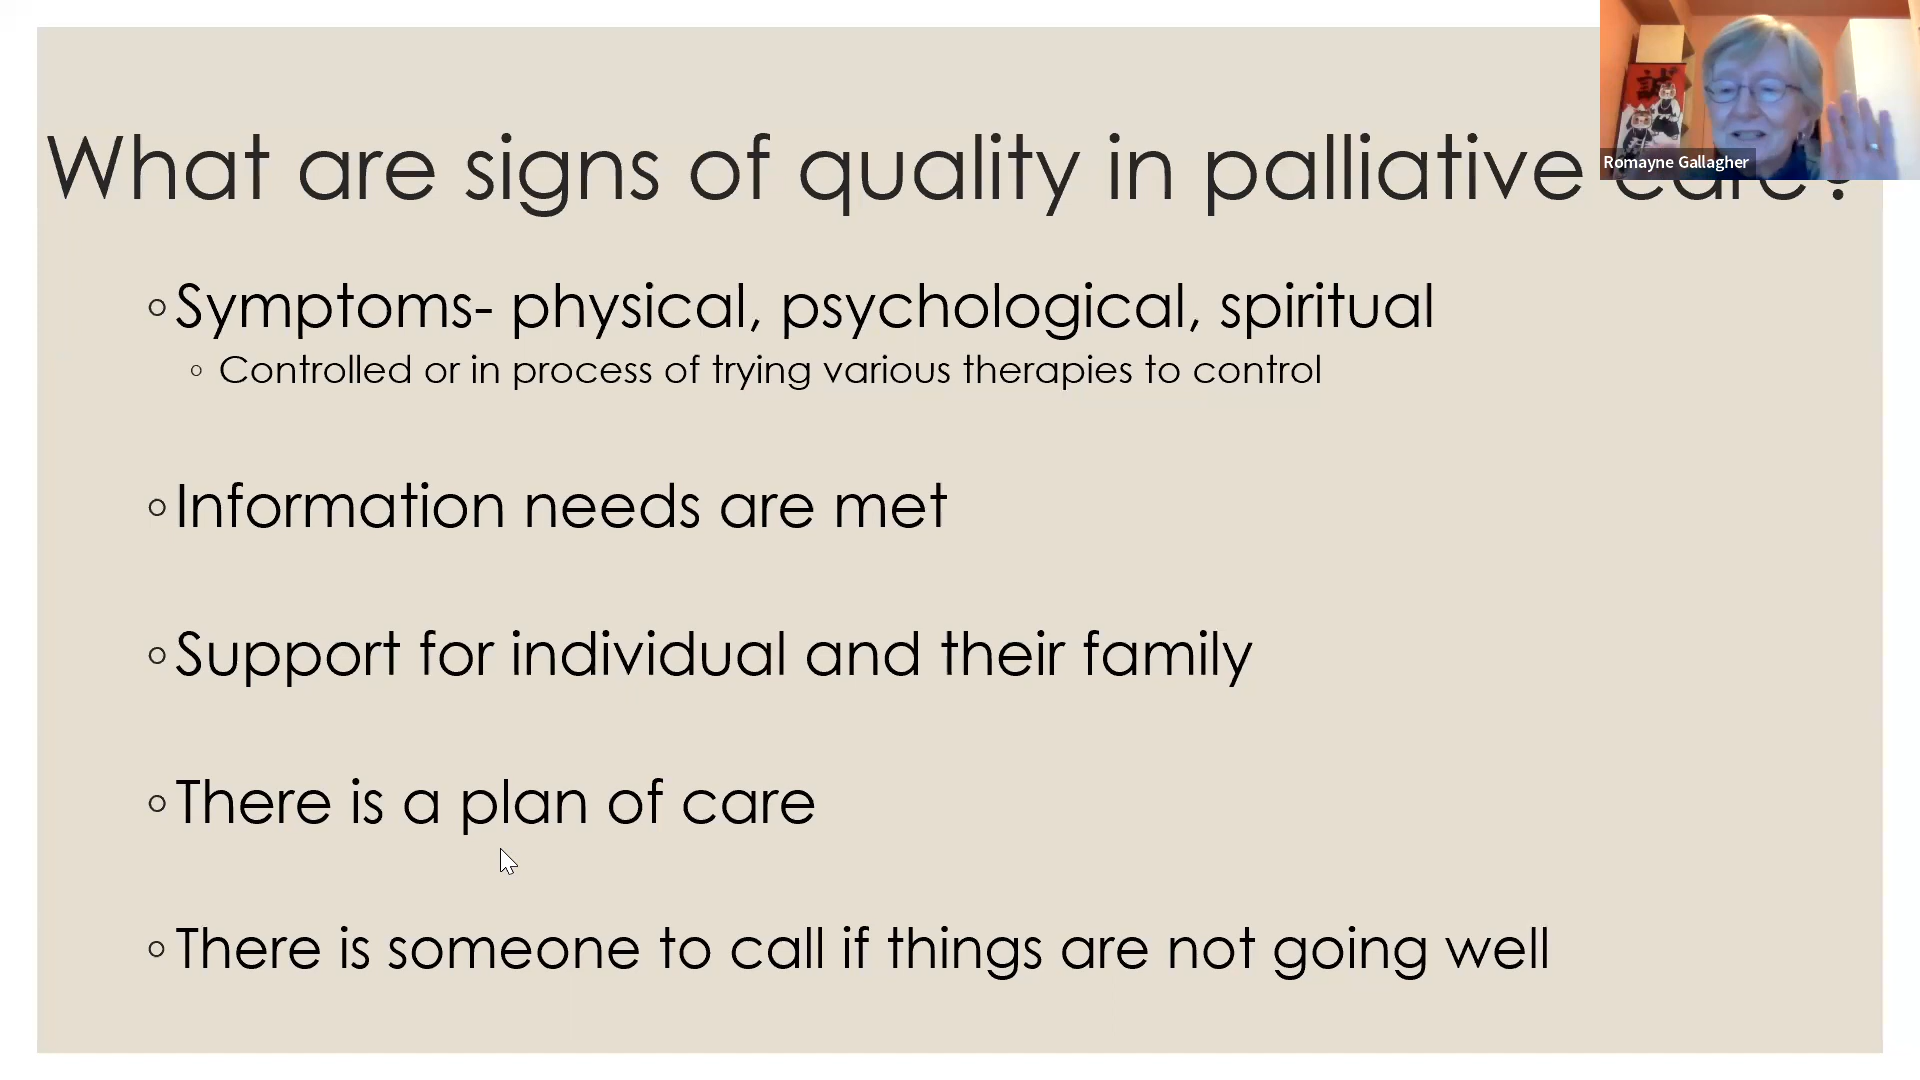 What are signs of quality in palliative care?
Romayne Gallagher
◦Symptoms- physical, psychological, spiritual
◦ Controlled or in process of trying various therapies to control
◦Information needs are met
◦Support for individual and their family
◦There is a plan of care
◦There is someone to call if things are not going well